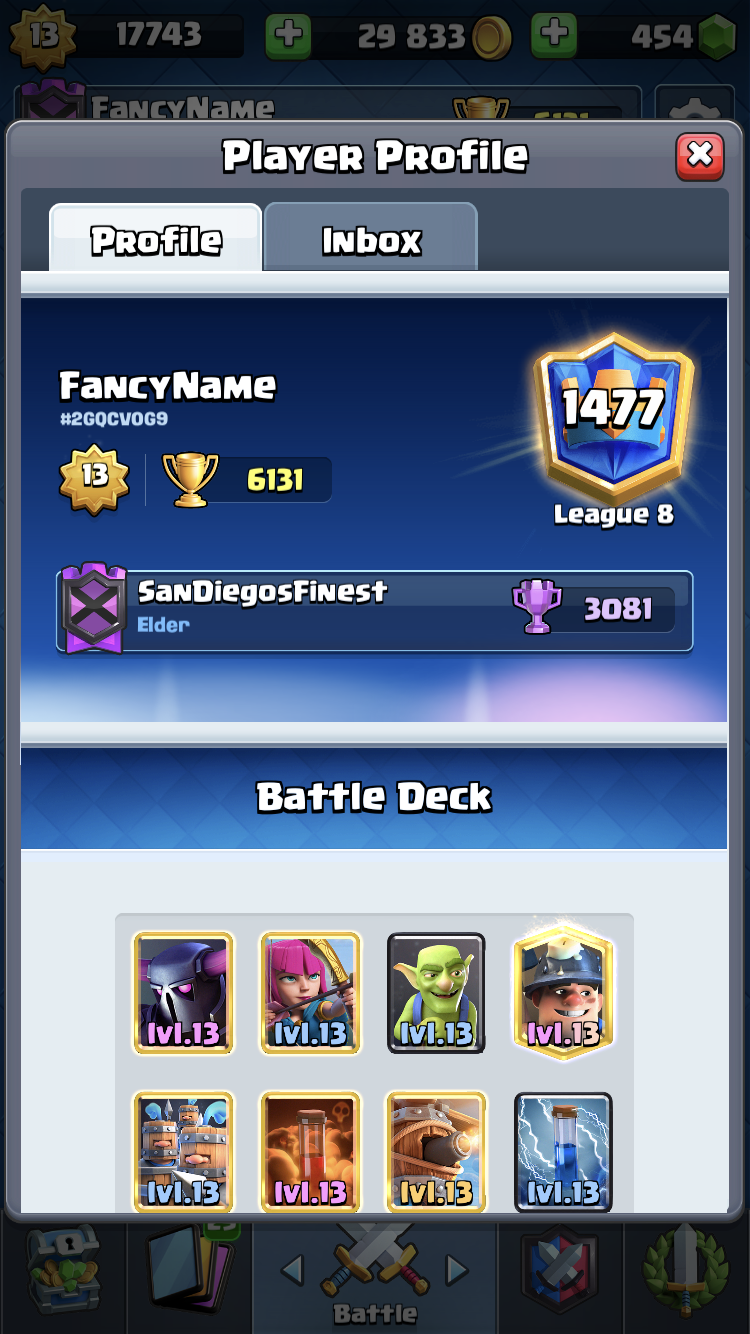 13 17743 29 833 454
FancyName 6131
Player Profile
Profile Inbox
FancyName
#2GQCV0G9
13 6131
1477
League 8
SanDiegosFinest
Elder
3081
Battle Deck
lvl.13 lvl.13 lvl.13 lvl.13
lvl.13 lvl.13 lvl.13 lvl.13
Battle